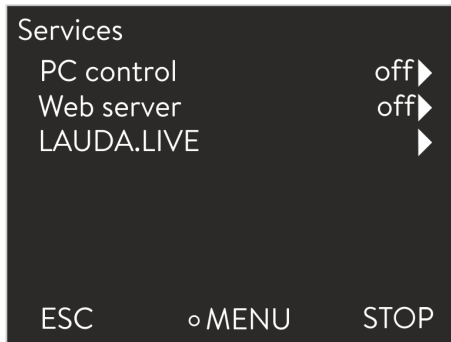 Services
PC control off
Web server off
LAUDA.LIVE
ESC MENU STOP